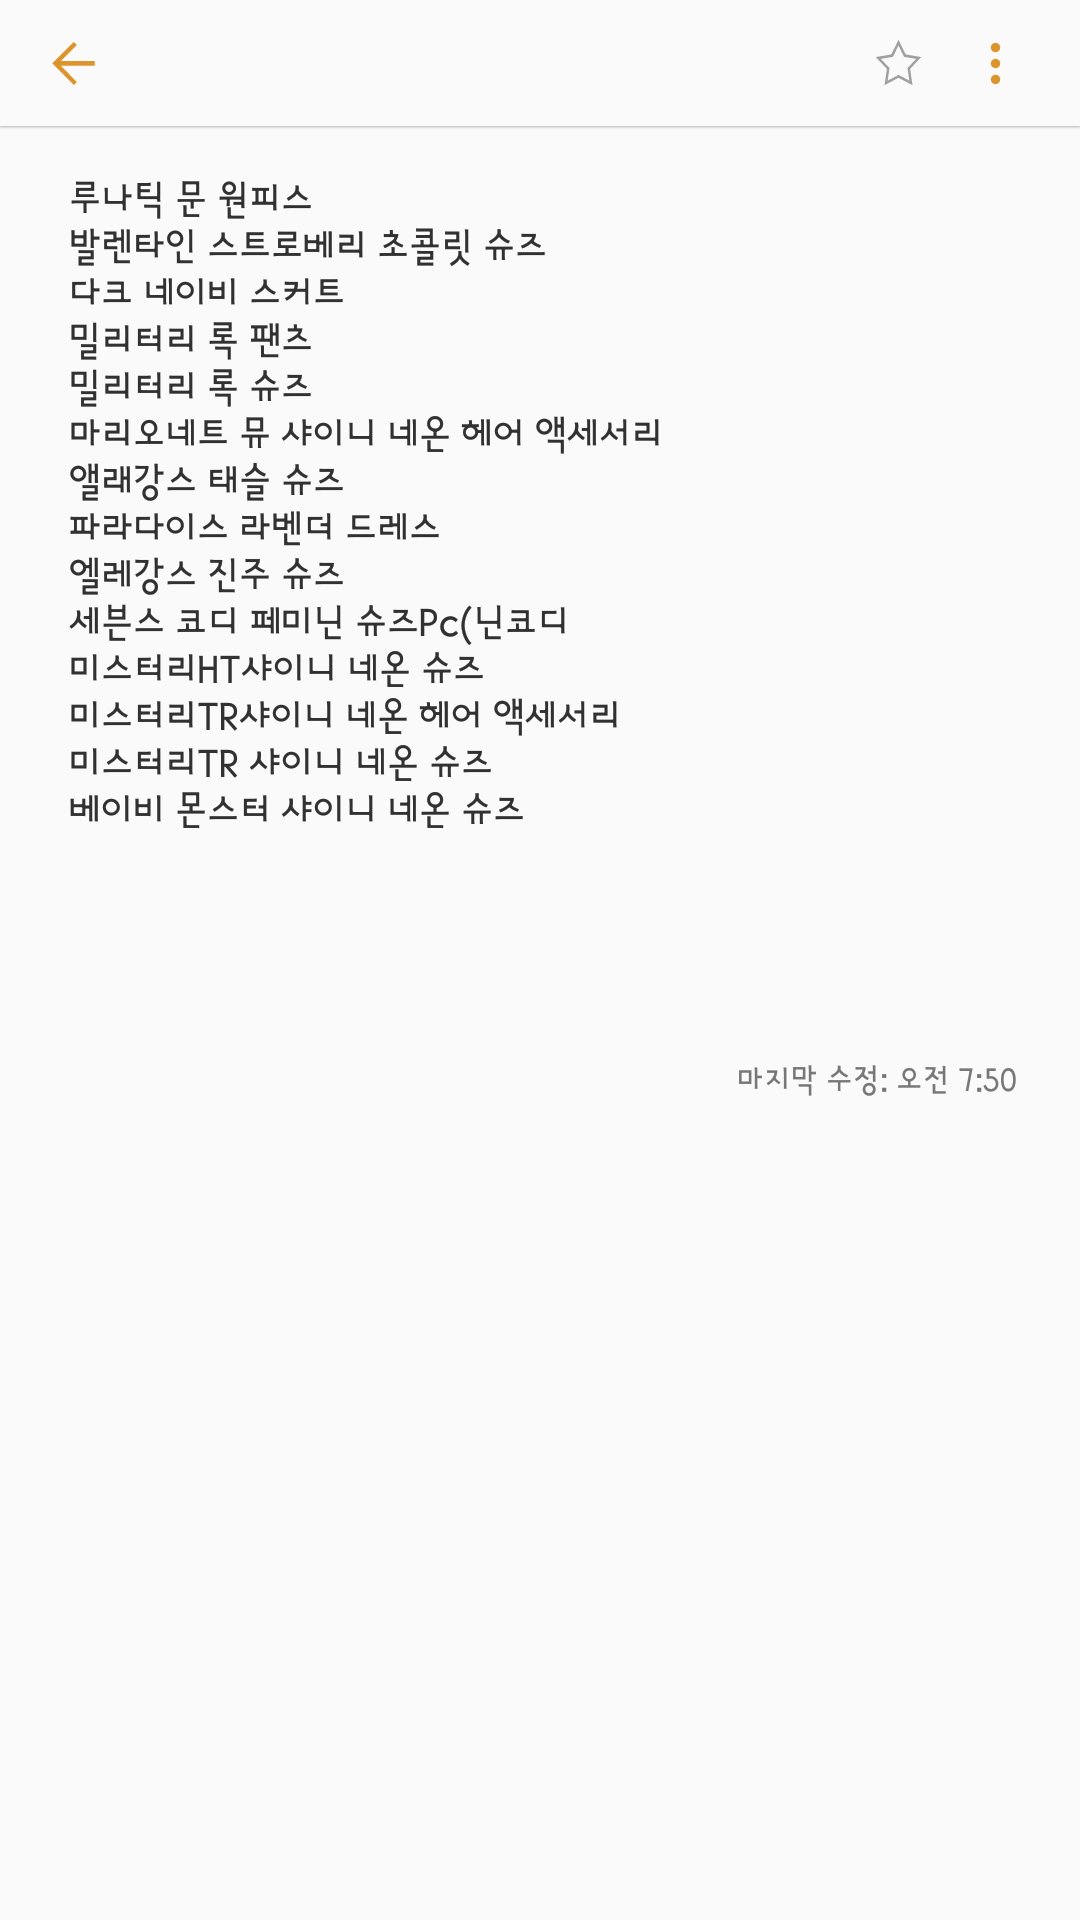 루나틱 문 원피스
발렌타인 스트로베리 초콜릿 슈즈
다크 네이비 스커트
밀리터리 록 팬츠
밀리터리 록 슈즈
마리오네트 뮤 샤이니 네온 헤어 액세서리
앨래강스 태슬 슈즈
파라다이스 라벤더 드레스
엘레강스 진주 슈즈
세븐스 코디 페미닌 슈즈Pc(닌코디
미스터리HT샤이니 네온 슈즈
미스터리TR샤이니 네온 헤어 액세서리
미스터리TR 샤이니 네온 슈즈
베이비 몬스터 샤이니 네온 슈즈
마지막 수정: 오전 7:50